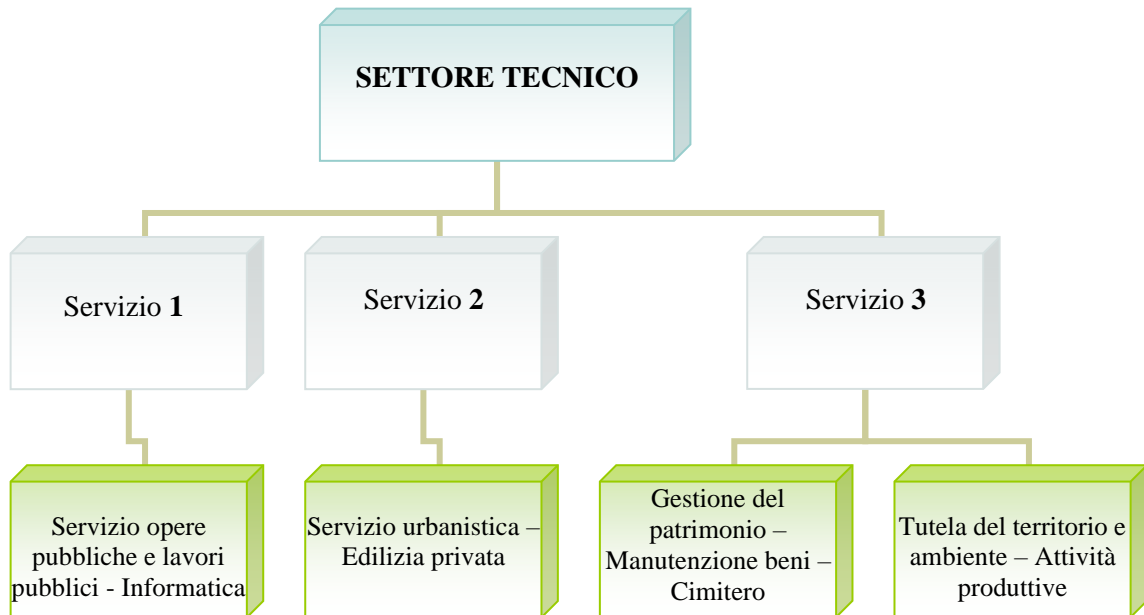 SETTORE TECNICO
Servizio 1
Servizio 2
Servizio 3
Servizio opere
pubbliche e lavori
pubblici - Informatica
Servizio urbanistica –
Edilizia privata
Gestione del
patrimonio –
Manutenzione beni –
Cimitero
Tutela del territorio e
ambiente – Attività
produttive